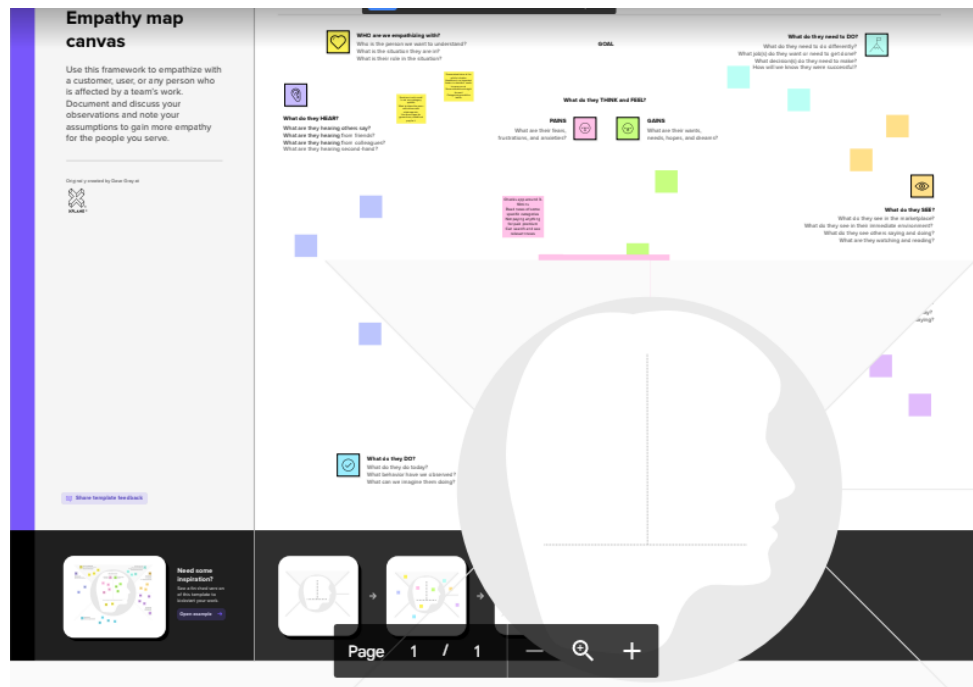 Empathy map
canvas
Use this framework to empathize with
a customer, user, or any person who
is affected by a team's work.
Document and discuss your
observations and note your
assumptions to gain more empathy
for the people you serve.
Originally created by Dave Gray at
XPLANE
Share template feedback
WHO are we empathizing with?
Who is the person we want to understand?
What is the situation they are in?
What is their role in the situation?
GOAL
What do they need to DO?
What do they need to do differently?
What job(s) do they want or need to get done?
What decision(s) do they need to make?
How will we know they were successful?
What do they HEAR?
What are they hearing others say?
What are they hearing from friends?
What are they hearing from colleagues?
What are they hearing second-hand?
What do they THINK and FEEL?
PAINS
What are their fears,
frustrations, and anxieties?
GAINS
What are their wants,
needs, hopes, and dreams?
What do they SEE?
What do they see in the marketplace?
What do they see in their immediate environment?
What do they see others saying and doing?
What are they watching and reading?
What do they DO?
What do they do today?
What behavior have we observed?
What can we imagine them doing?
Need some
inspiration?
of this template to
kickstart your work.
Open example
Page 1 / 1